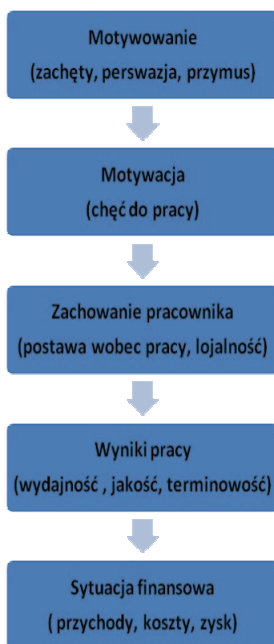 Motywowanie
(zachęty, perswazja, przymus)
Motywacja
(chęć do pracy)
Zachowanie pracownika
(postawa wobec pracy, lojalność)
Wyniki pracy
(wydajność , jakość, terminowość)
Sytuacja finansowa
( przychody, koszty, zysk)